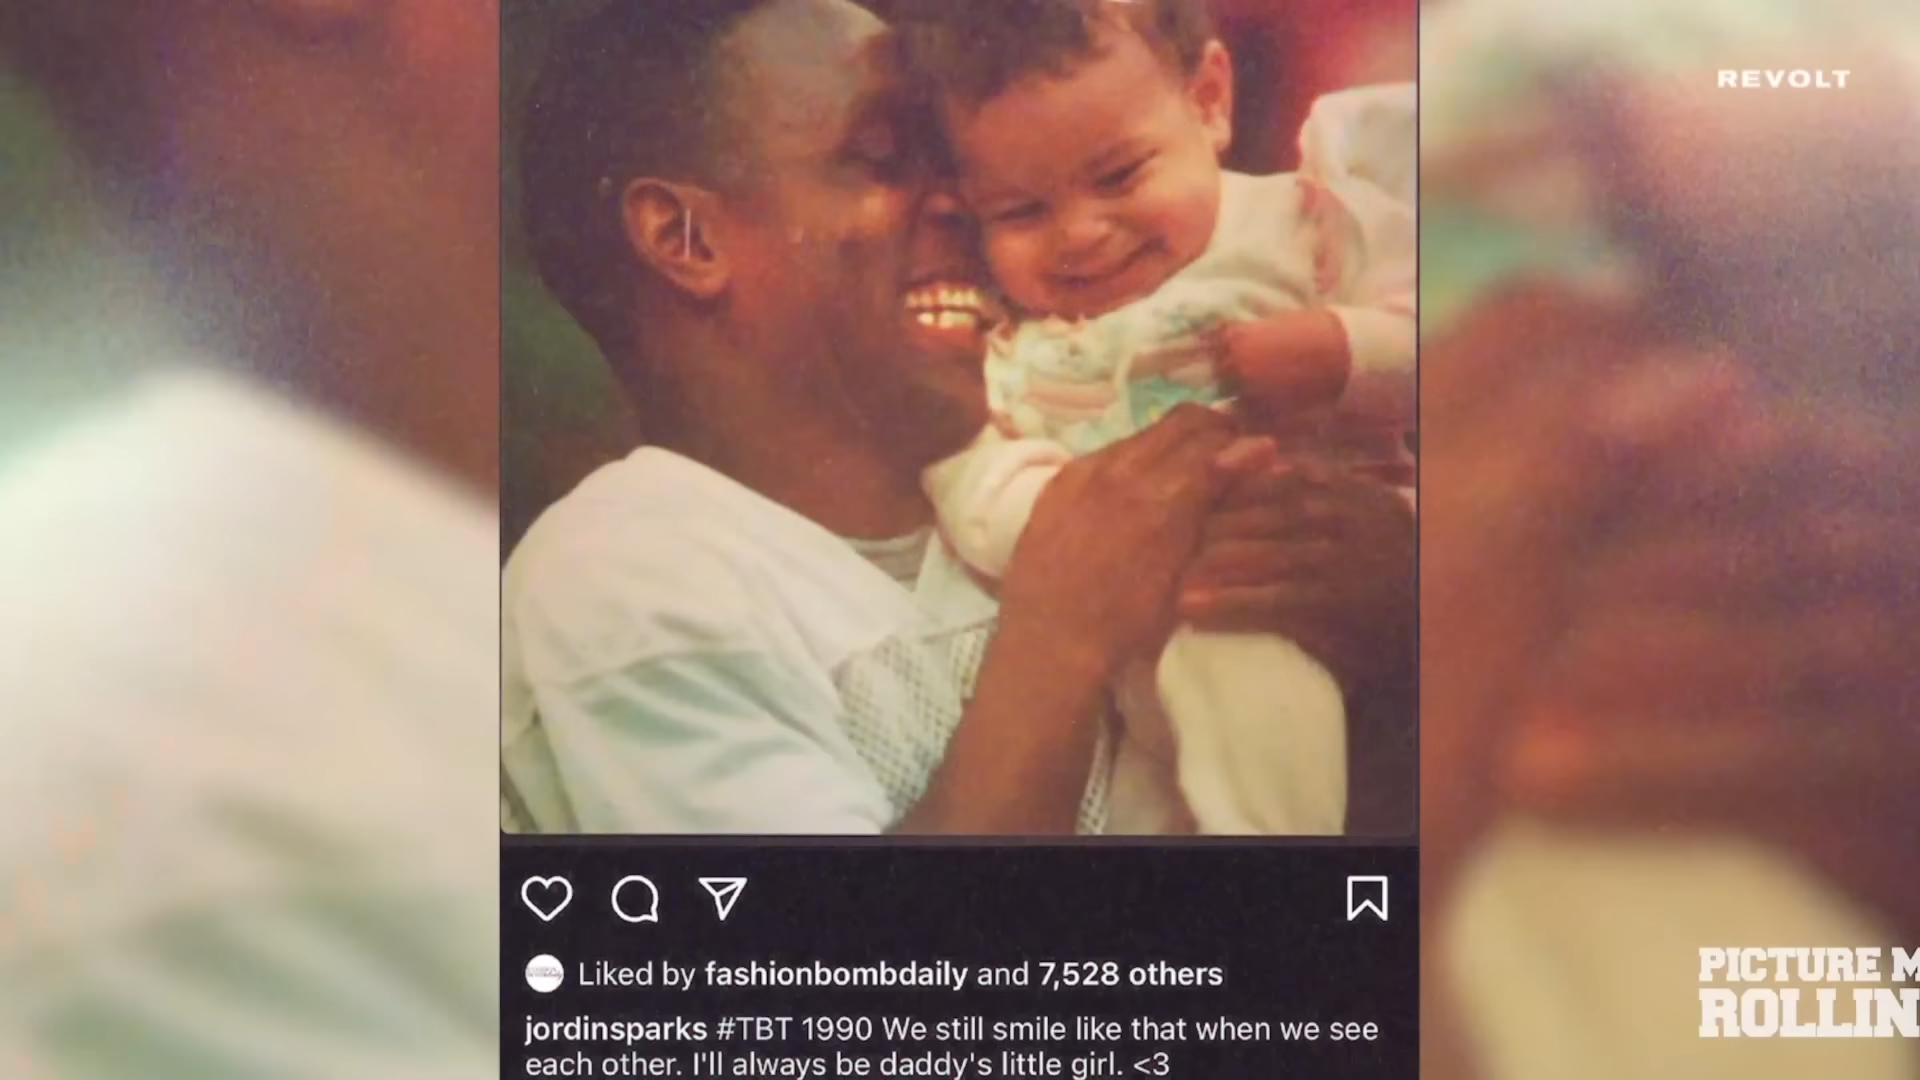 REVOLT
Liked by fashionbombdaily and 7,528 others
jordinsparks #TBT 1990 We still smile like that when we see
each other. I'll always be daddy's little girl. <3
PICTURE M
ROLLIN